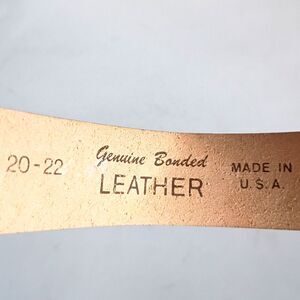 20-22
Genuine Bonded
LEATHER
MADE IN
U.S.A.